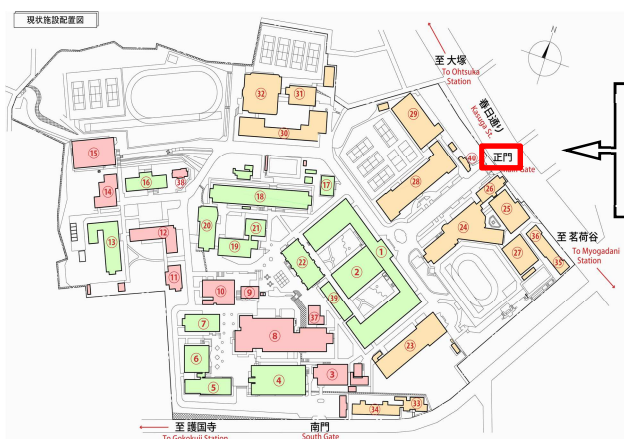 現状施設配置図
至 大塚
To Ohtsuka
Station
春日通り
Kasuga St.
正門
Gate
至 茗荷谷
To Myogadani
Station
㉜
㉛
㉚
㉙
㊵
㉘
㉖
㉕
㉔
㊱
㉗
㉟
⑮
⑯
㊳
⑭
⑰
⑱
⑬
⑫
⑳
㉑
⑲
①
㉒
②
⑪
⑩
⑨
㊴
⑦
㊲
⑧
㉓
⑥
③
④
⑤
㉞
㉝
至 護国寺
To Gokokuji Station
南門
South Gate